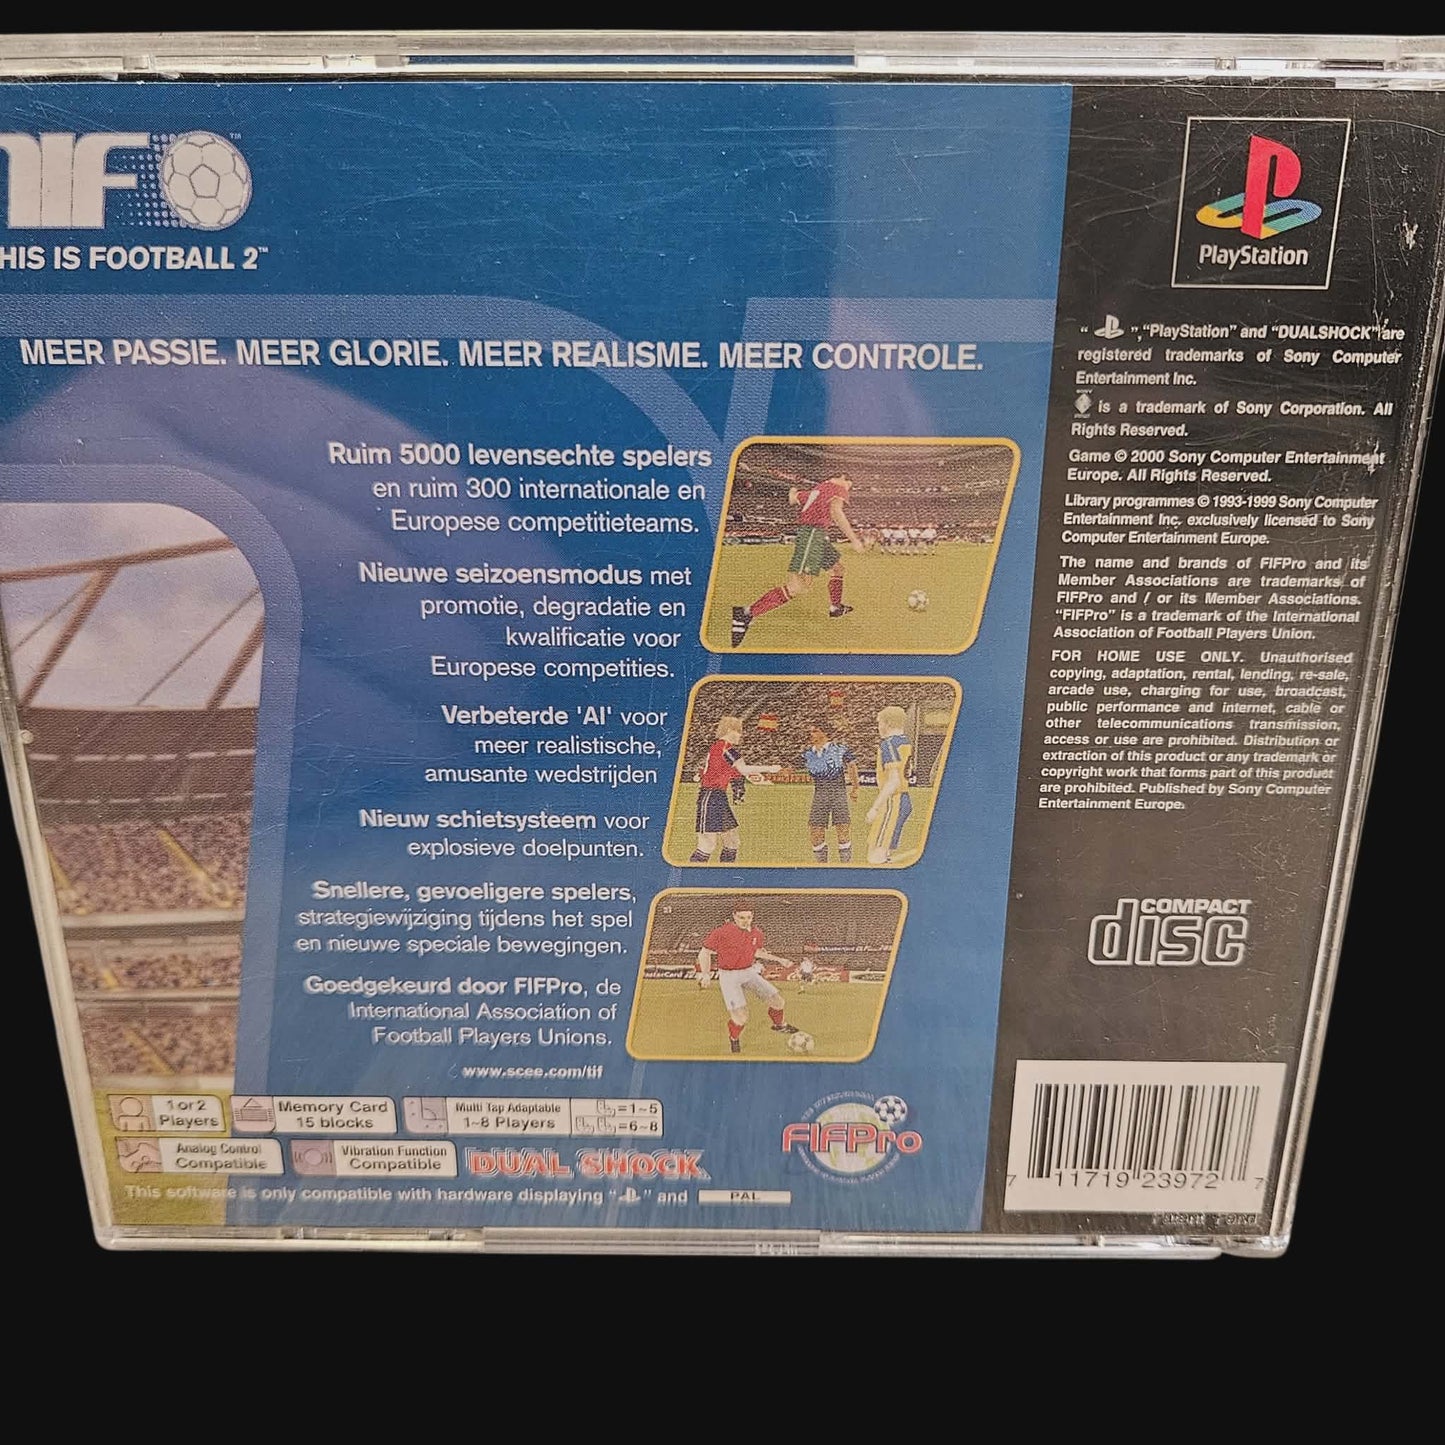 TIF
™
HIS IS FOOTBALL 2™
MEER PASSIE. MEER GLORIE. MEER REALISME. MEER CONTROLE.
Ruim 5000 levensechte spelers
en ruim 300 internationale en
Europese competitieteams.
Nieuwe seizoensmodus met
promotie, degradatie en
kwalificatie voor
Europese competities.
Verbeterde 'AI' voor
meer realistische,
amusante wedstrijden
Nieuw schietsysteem voor
explosieve doelpunten.
Snellere, gevoeligere spelers,
strategiewijziging tijdens het spel
en nieuwe speciale bewegingen.
Goedgekeurd door FIFPro, de
International Association of
Football Players Unions.
www.scee.com/tif
1 or 2
Players
Memory Card
15 blocks
Multi Tap Adaptable
1~8 Players
=1~5
=6~8
Analog Control
Compatible
Vibration Function
Compatible
DUAL SHOCK
This software is only compatible with hardware displaying " " and PAL
FIFPro
PlayStation
" ", "PlayStation" and "DUALSHOCK" are
registered trademarks of Sony Computer
Entertainment Inc.
is a trademark of Sony Corporation. All
Rights Reserved.
Game © 2000 Sony Computer Entertainment
Europe. All Rights Reserved.
Library programmes © 1993-1999 Sony Computer
Entertainment Inc. exclusively licensed to Sony
Computer Entertainment Europe.
The name and brands of FIFPro and its
Member Associations are trademarks of
FIFPro and / or its Member Associations.
"FIFPro" is a trademark of the International
Association of Football Players Union.
FOR HOME USE ONLY. Unauthorised
copying, adaptation, rental, lending, re-sale,
arcade use, charging for use, broadcast,
public performance and internet, cable or
other telecommunications transmission,
access or use are prohibited. Distribution or
extraction of this product or any trademark or
copyright work that forms part of this product
are prohibited. Published by Sony Computer
Entertainment Europe.
COMPACT
disc
7 11719 23972 7